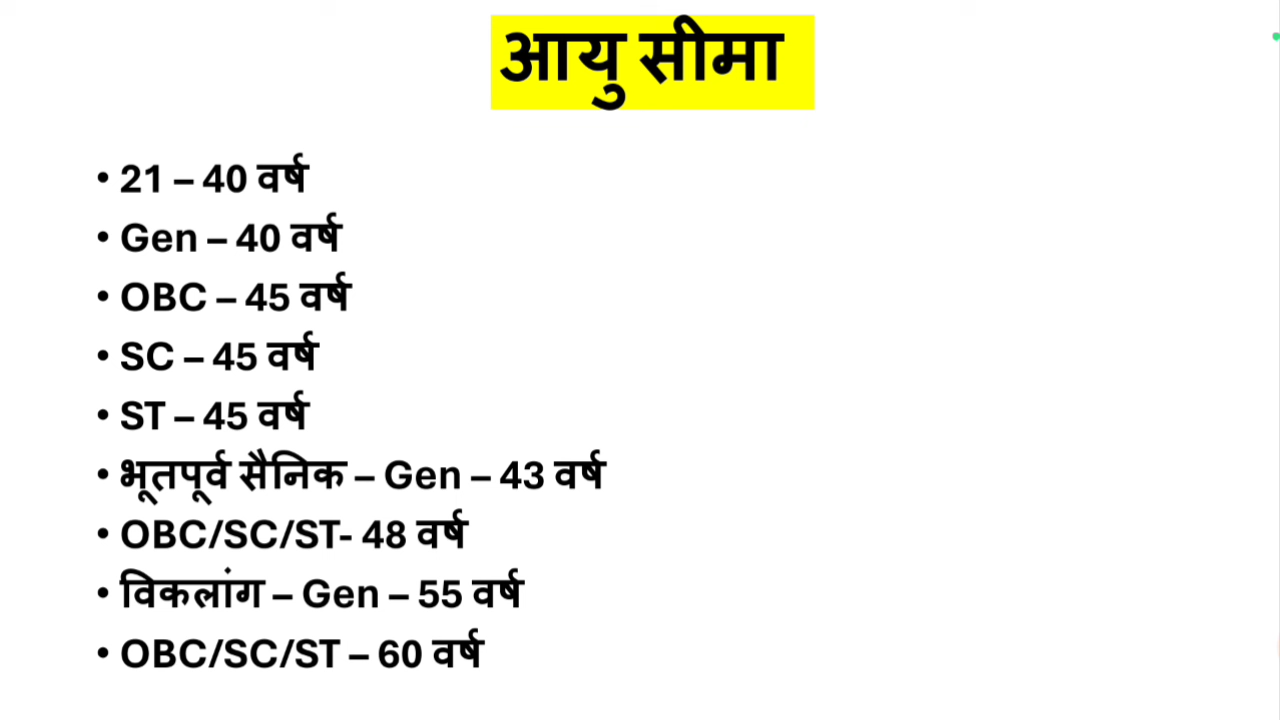 आयु सीमा
• 21 – 40 वर्ष
• Gen – 40 वर्ष
• OBC – 45 वर्ष
• SC – 45 वर्ष
• ST – 45 वर्ष
• भूतपूर्व सैनिक – Gen – 43 वर्ष
• OBC/SC/ST- 48 वर्ष
• विकलांग – Gen – 55 वर्ष
• OBC/SC/ST – 60 वर्ष